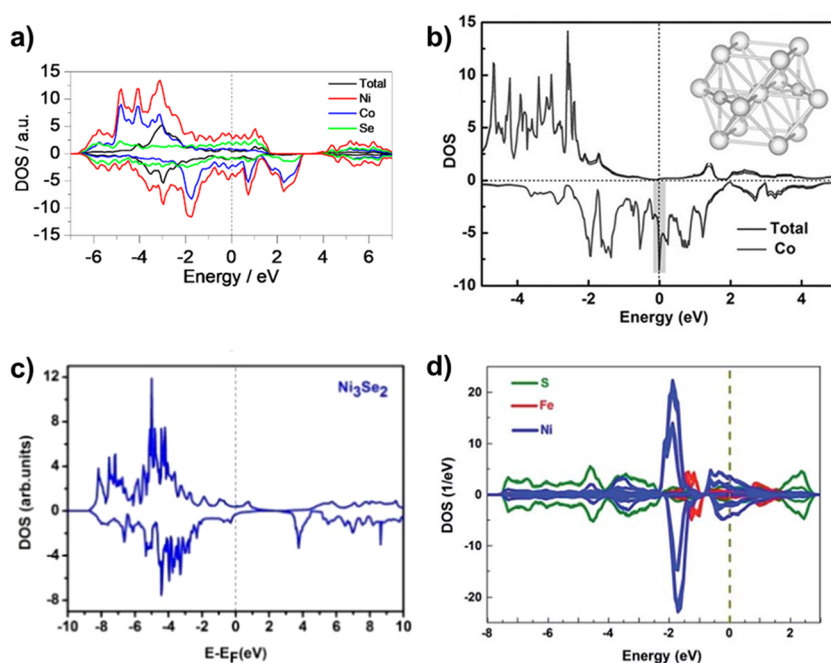 a)
15
10
5
0
-5
-10
-15
DOS / a.u.
Total
Ni
Co
Se
-6 -4 -2 0 2 4 6
Energy / eV
b)
15
10
5
0
-5
-10
DOS
Total
Co
-4 -2 0 2 4
Energy (eV)
c)
12
8
4
0
-4
-8
DOS (arb.units)
Ni3Se2
-10 -8 -6 -4 -2 0 2 4 6 8 10
E-EF(eV)
d)
20
10
0
-10
-20
DOS (1/eV)
S
Fe
Ni
-8 -6 -4 -2 0 2
Energy (eV)